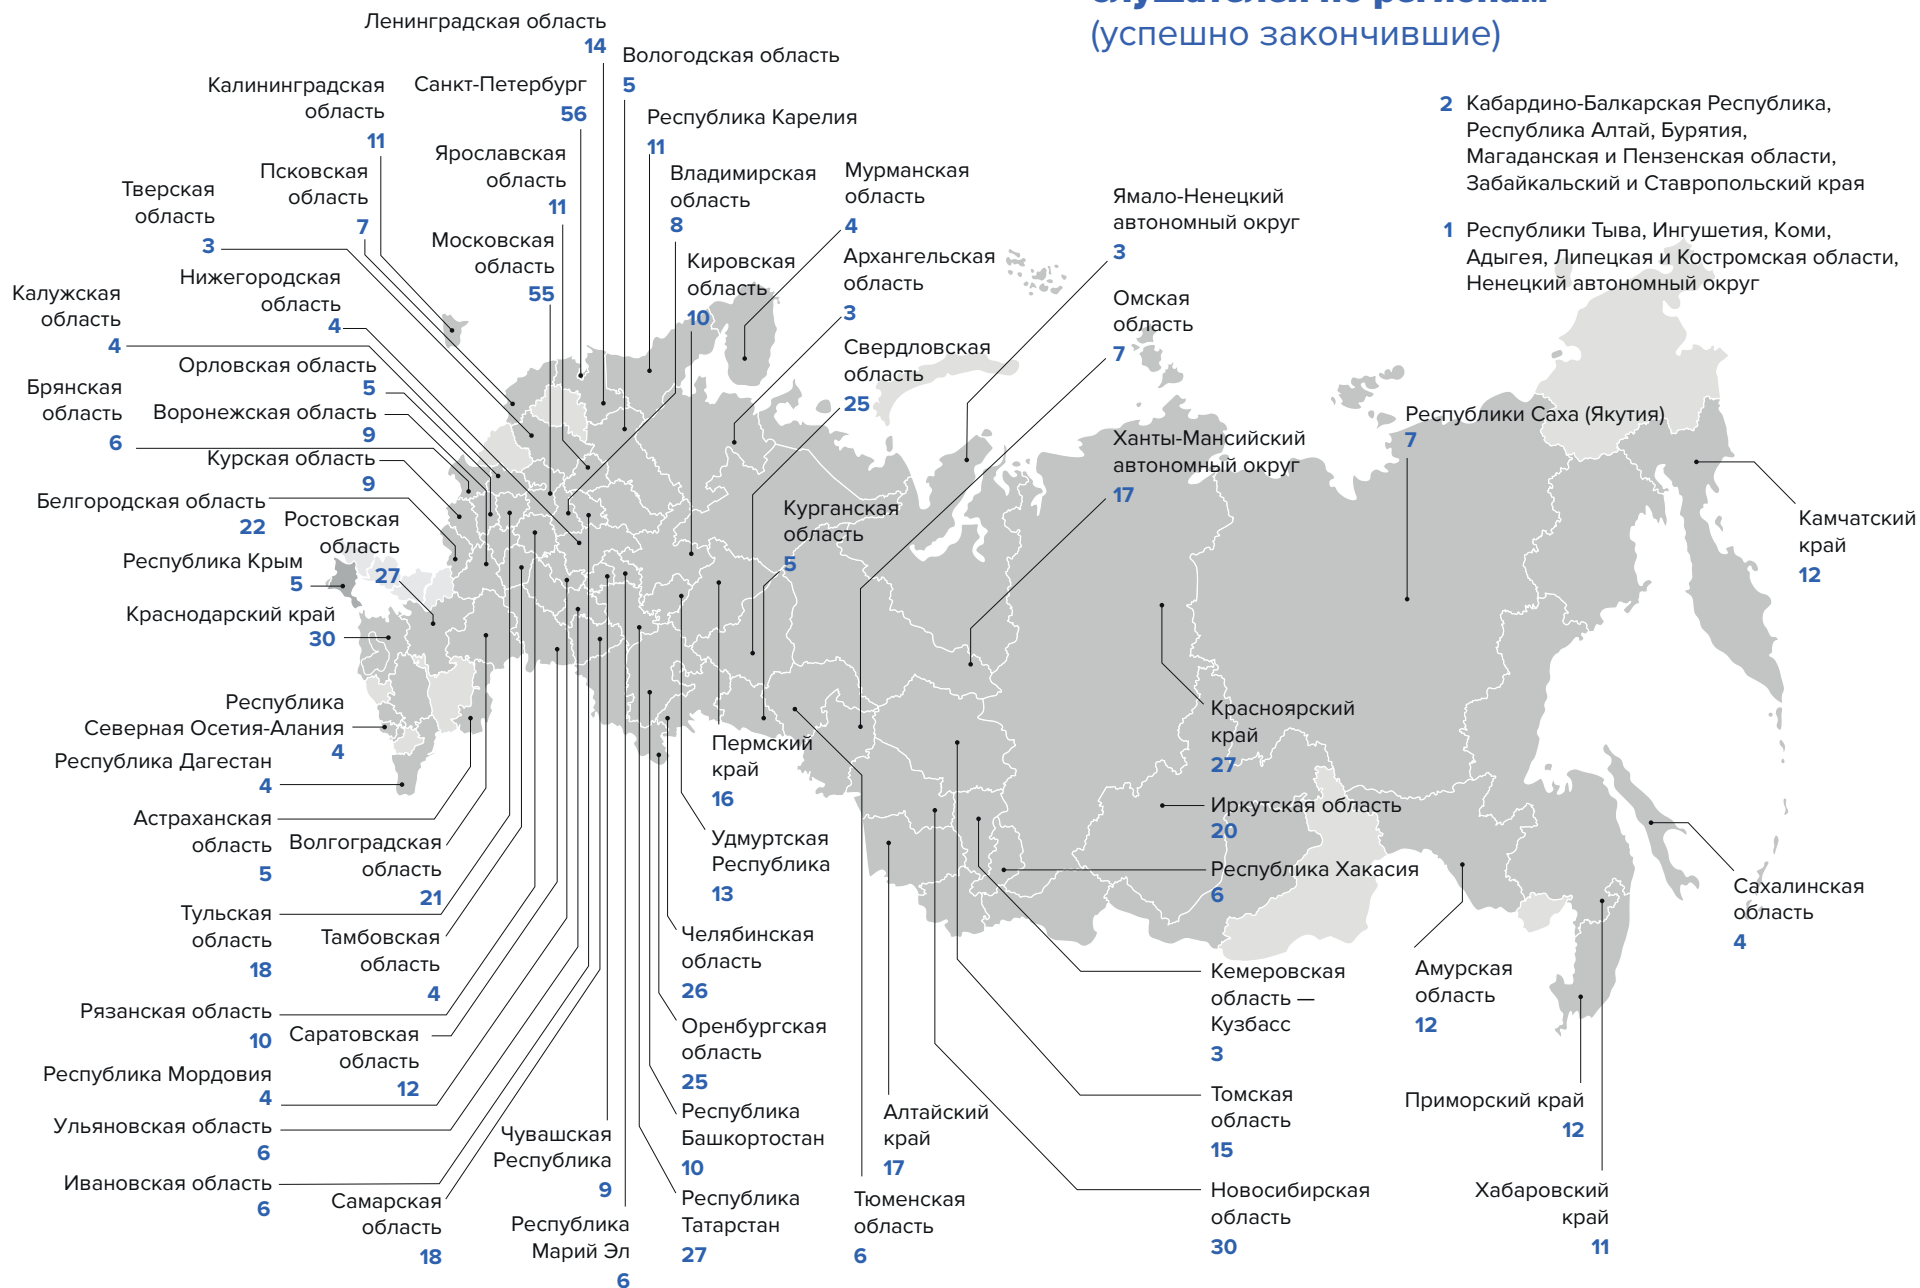 слушателей по регионам
(успешно закончившие)
Ленинградская область
14
Вологодская область
5
Калининградская
область
11
Санкт-Петербург
56
Республика Карелия
11
Ярославская
область
11
Псковская
область
7
Тверская
область
3
Владимирская
область
8
Мурманская
область
4
Московская
область
55
Кировская
область
10
Архангельская
область
3
Ямало-Ненецкий
автономный округ
3
2 Кабардино-Балкарская Республика,
Республика Алтай, Бурятия,
Магаданская и Пензенская области,
Забайкальский и Ставропольский края
1 Республики Тыва, Ингушетия, Коми,
Адыгея, Липецкая и Костромская области,
Ненецкий автономный округ
Нижегородская
область
4
Калужская
область
4
Омская
область
7
Орловская область
5
Свердловская
область
25
Брянская
область
6
Воронежская область
9
Республики Саха (Якутия)
7
Курская область
9
Ханты-Мансийский
автономный округ
17
Белгородская область
22
Ростовская
область
27
Курганская
область
5
Камчатский
край
12
Республика Крым
5
Краснодарский край
30
Республика
Северная Осетия-Алания
4
Красноярский
край
27
Республика Дагестан
4
Пермский
край
16
Иркутская область
20
Астраханская
область
5
Волгоградская
область
21
Удмуртская
Республика
13
Республика Хакасия
6
Сахалинская
область
4
Тульская
область
18
Тамбовская
область
4
Челябинская
область
26
Кемеровская
область —
Кузбасс
3
Амурская
область
12
Рязанская область
10
Саратовская
область
12
Оренбургская
область
25
Республика Мордовия
4
Республика
Башкортостан
10
Алтайский
край
17
Томская
область
15
Приморский край
12
Ульяновская область
6
Чувашская
Республика
9
Ивановская область
6
Самарская
область
18
Республика
Марий Эл
6
Республика
Татарстан
27
Тюменская
область
6
Новосибирская
область
30
Хабаровский
край
11